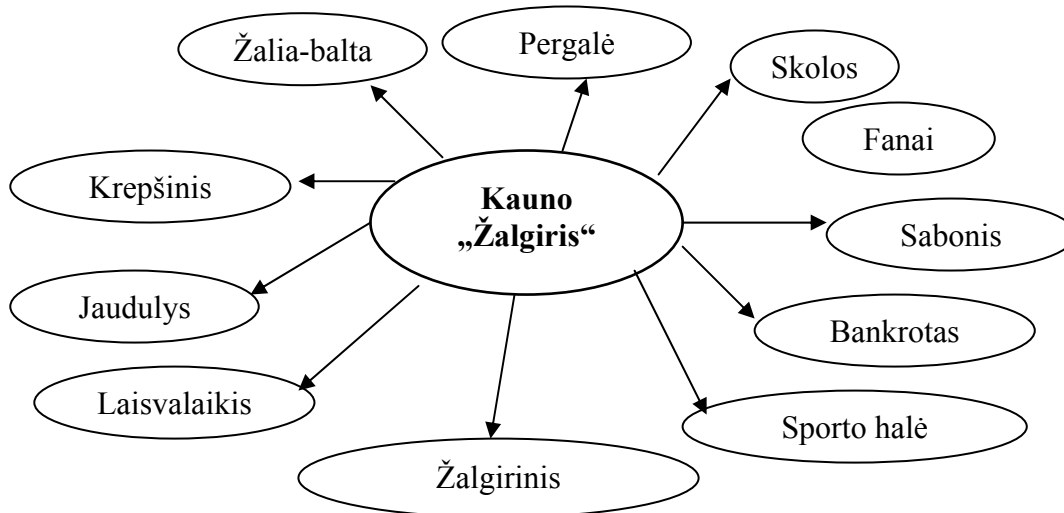 Žalia-balta
Pergalė
Skolos
Fanai
Krepšinis
Kauno
„Žalgiris“
Sabonis
Jaudulys
Bankrotas
Laisvalaikis
Sporto halė
Žalgirinis